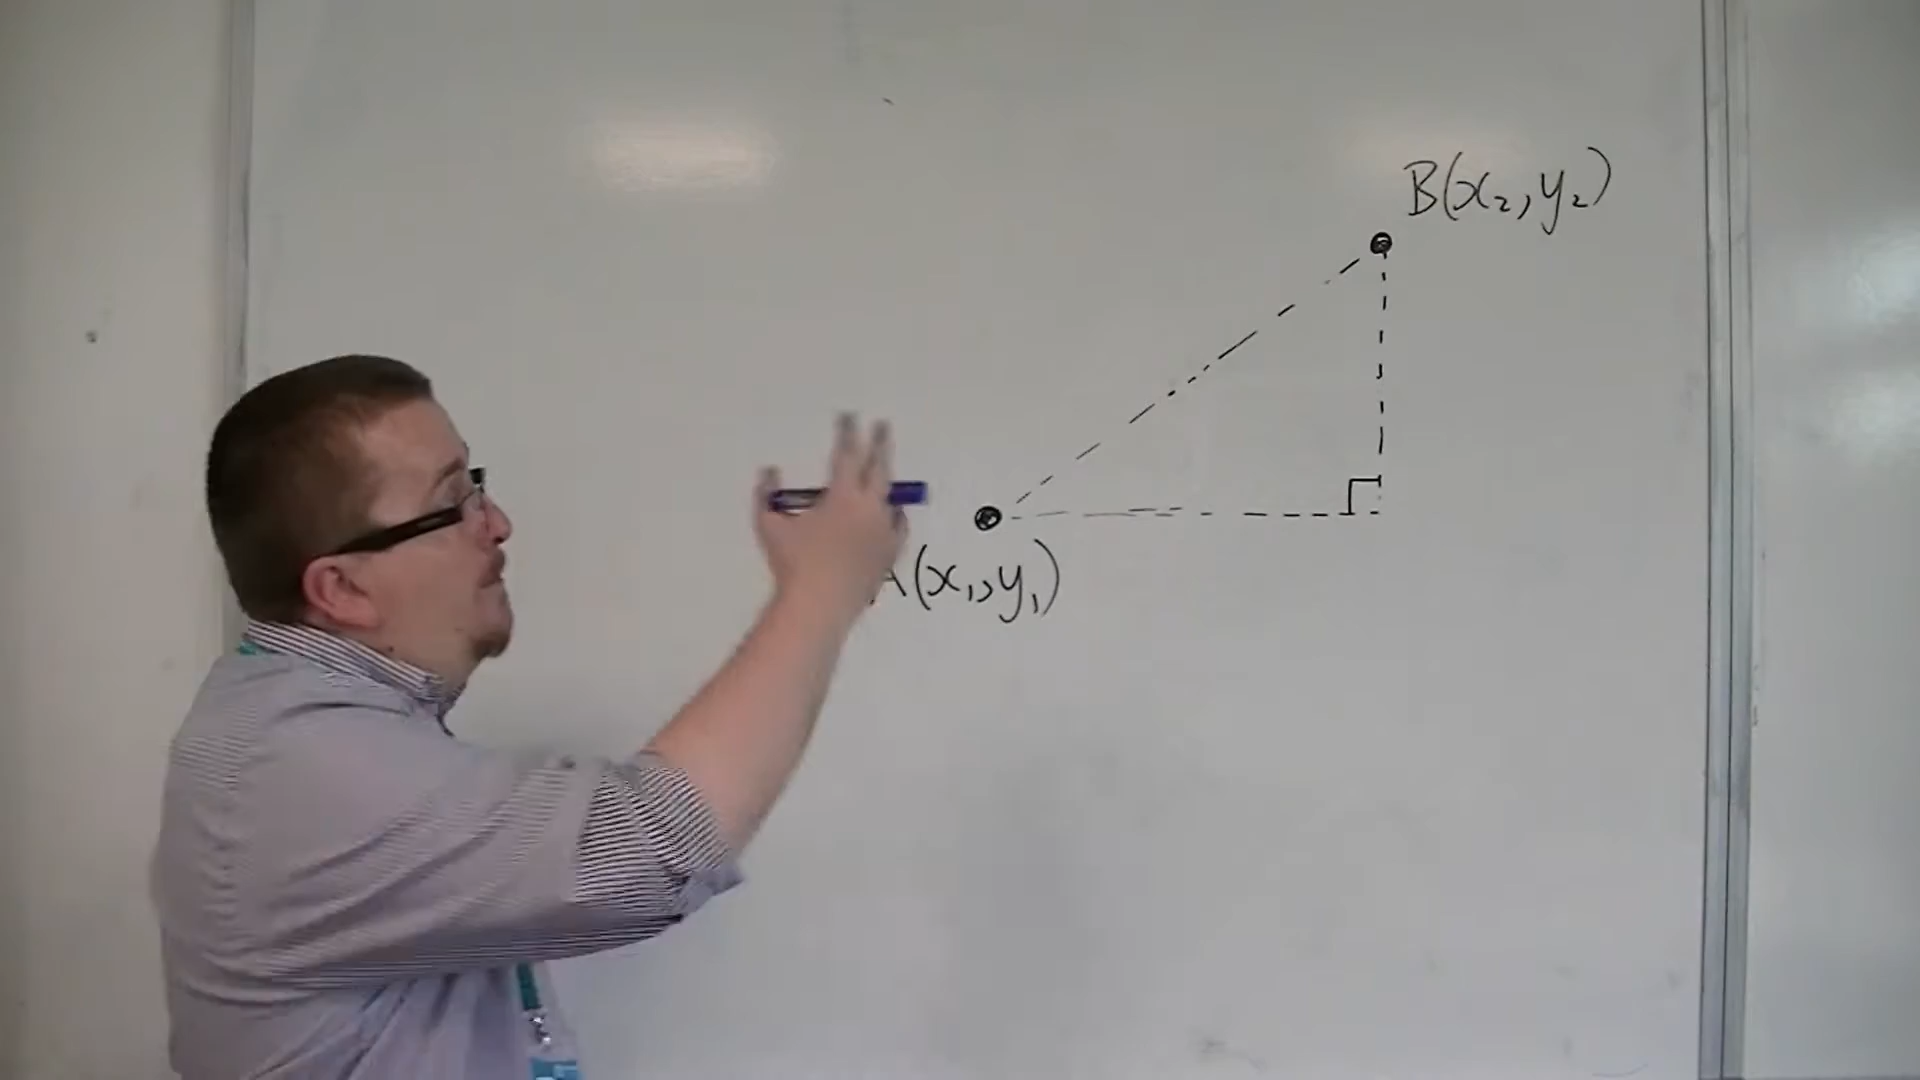 B(x₂, y₂)
A(x₁, y₁)